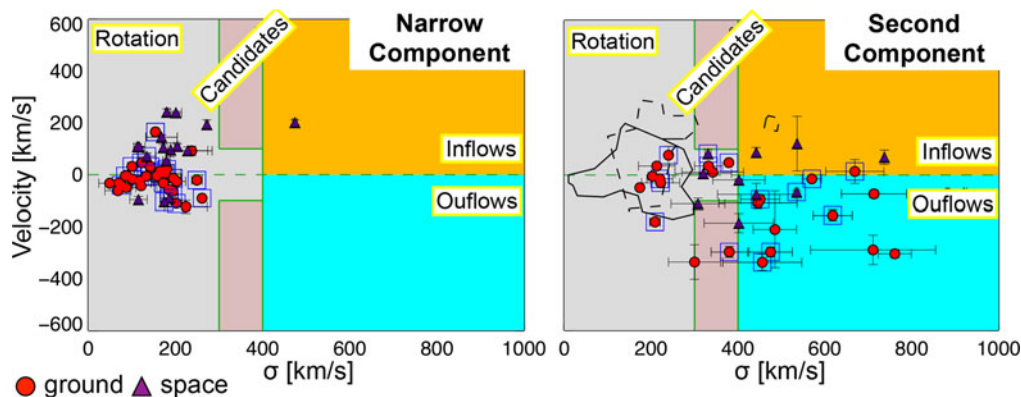 600
400
200
0
−200
−400
−600
Velocity [km/s]
Rotation
Candidates
Narrow
Component
Inflows
Ouflows
0 200 400 600 800 1000
σ [km/s]
Rotation
Candidates
Second
Component
Inflows
Ouflows
0 200 400 600 800 1000
σ [km/s]
ground space